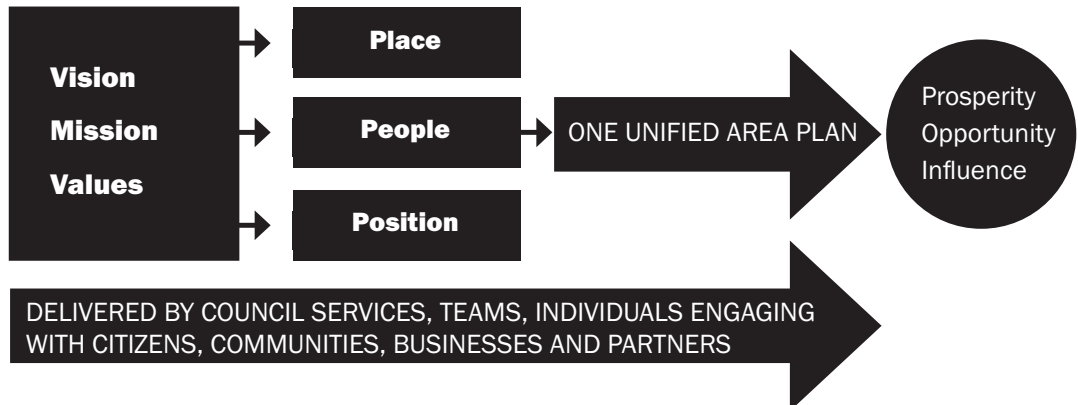 Vision
Mission
Values
Place
People
Position
ONE UNIFIED AREA PLAN
Prosperity
Opportunity
Influence
DELIVERED BY COUNCIL SERVICES, TEAMS, INDIVIDUALS ENGAGING
WITH CITIZENS, COMMUNITIES, BUSINESSES AND PARTNERS